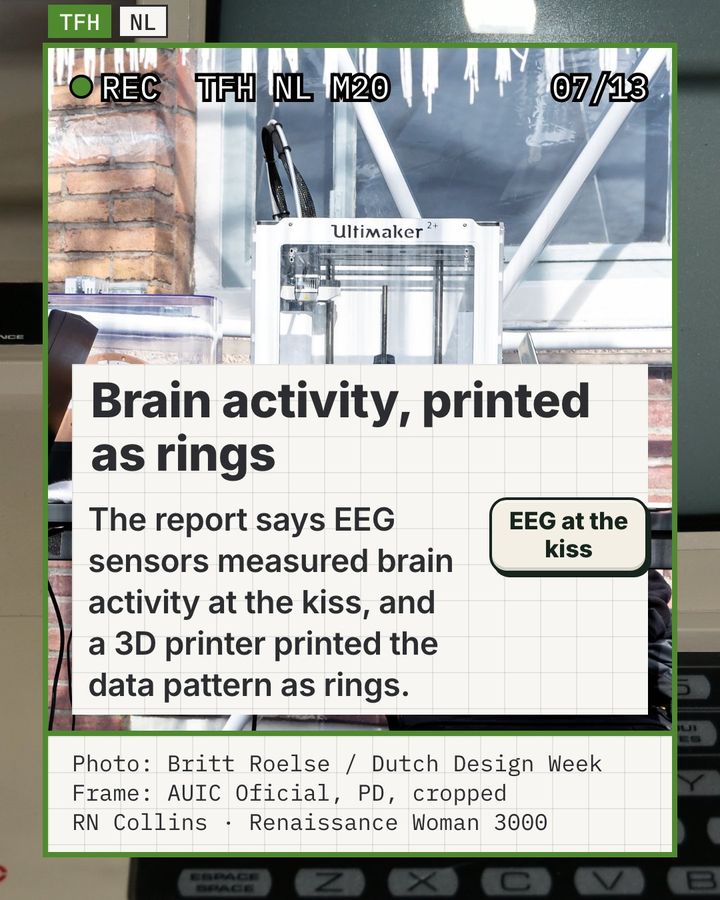 TFH NL
REC TFH NL M20 07/13
Ultimaker 2+
Brain activity, printed
as rings
The report says EEG
sensors measured brain
activity at the kiss, and
a 3D printer printed the
data pattern as rings.
EEG at the
kiss
Photo: Britt Roelse / Dutch Design Week
Frame: AUIC Oficial, PD, cropped
RN Collins · Renaissance Woman 3000
NCE
5
Y
ESPACE
SPACE
Z X C V B